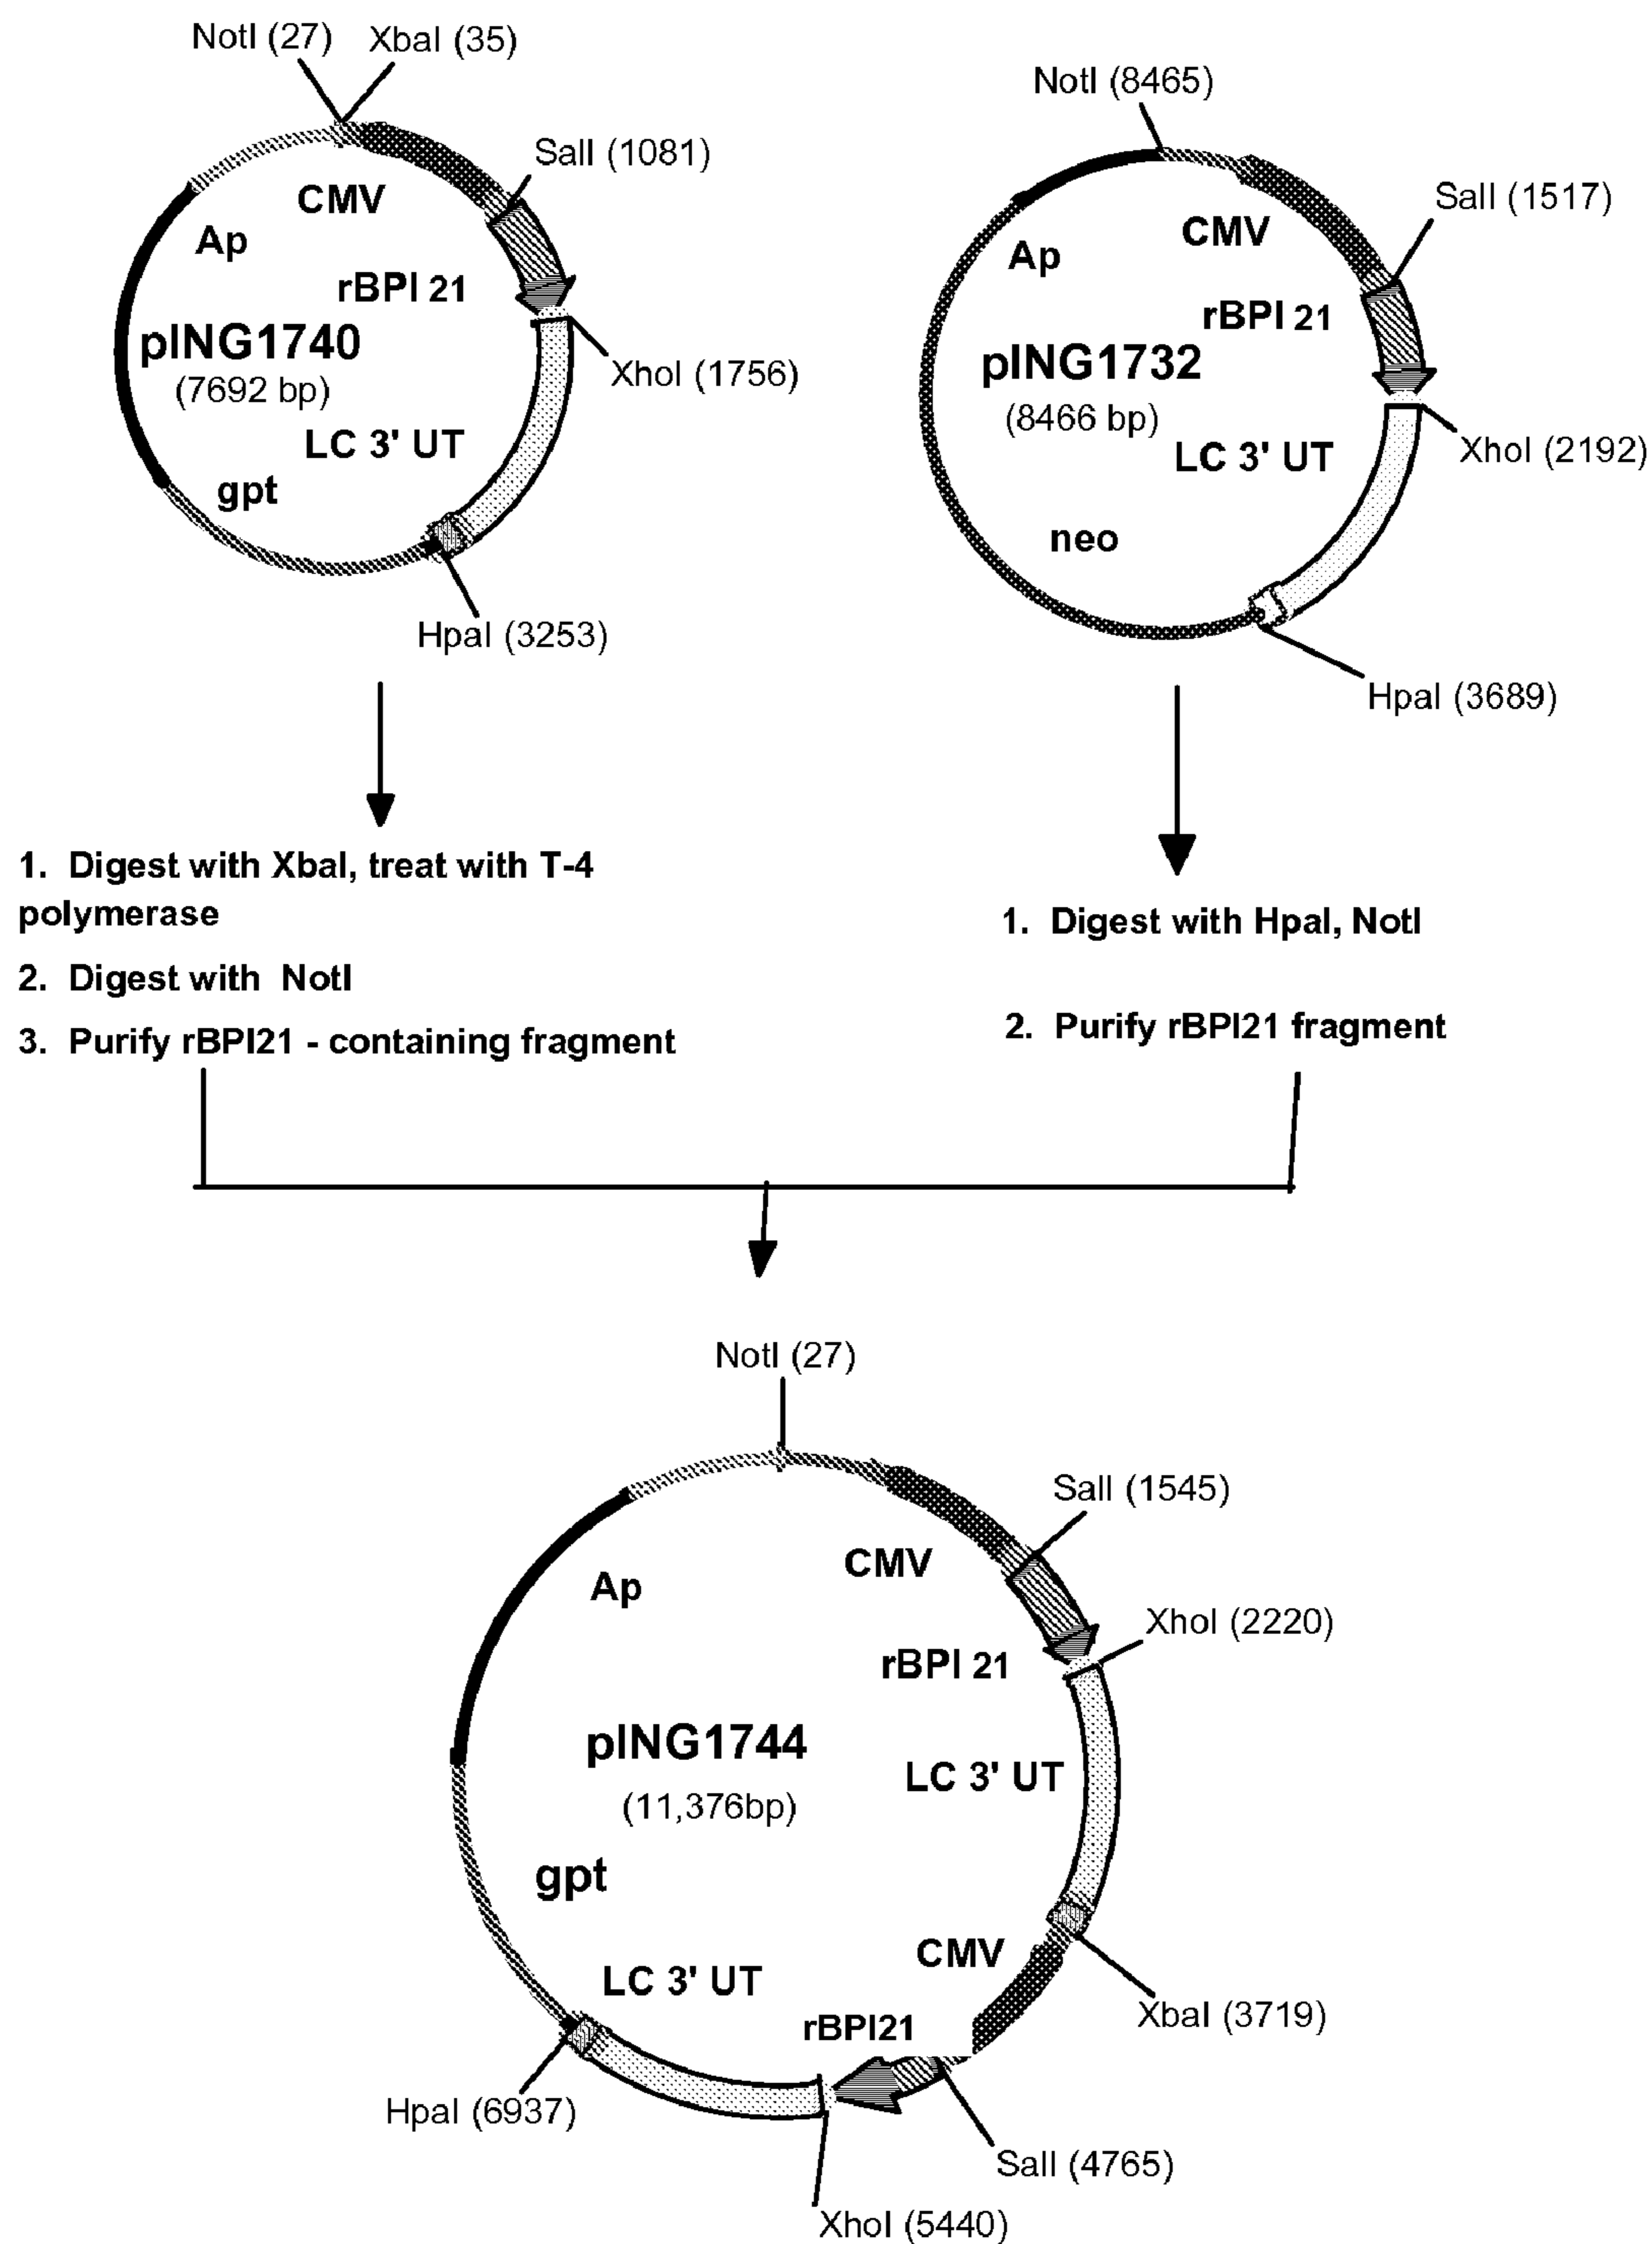 NotI (27)
XbaI (35)
SalI (1081)
CMV
Ap
rBPI 21
pING1740
(7692 bp)
XhoI (1756)
LC 3' UT
gpt
HpaI (3253)
NotI (8465)
SalI (1517)
CMV
Ap
rBPI 21
pING1732
(8466 bp)
XhoI (2192)
LC 3' UT
neo
HpaI (3689)
1. Digest with XbaI, treat with T-4
polymerase
2. Digest with NotI
3. Purify rBPI21 - containing fragment
1. Digest with HpaI, NotI
2. Purify rBPI21 fragment
NotI (27)
SalI (1545)
CMV
Ap
XhoI (2220)
rBPI 21
pING1744
(11,376bp)
LC 3' UT
gpt
CMV
LC 3' UT
XbaI (3719)
rBPI21
HpaI (6937)
SalI (4765)
XhoI (5440)